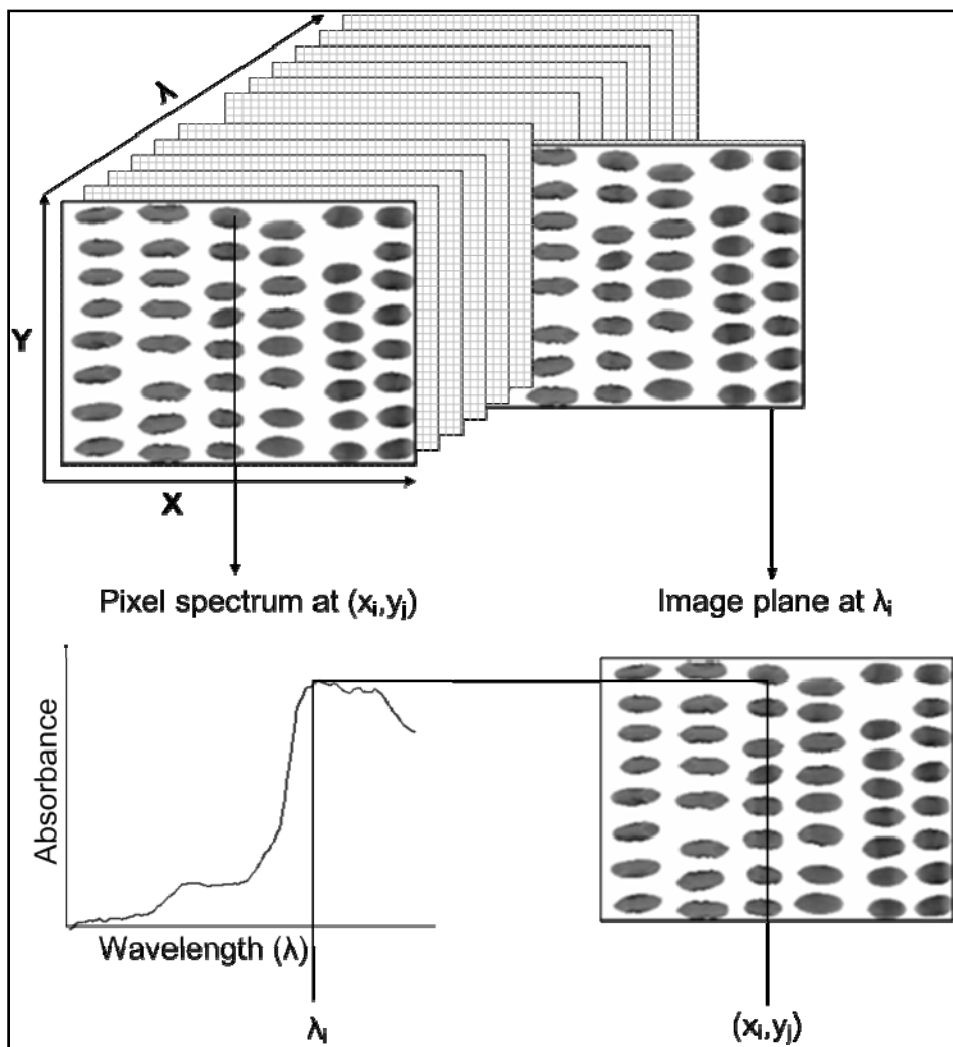 λ
Y
X
Pixel spectrum at (xᵢ,yⱼ)
Image plane at λᵢ
Absorbance
Wavelength (λ)
λᵢ
(xᵢ,yⱼ)